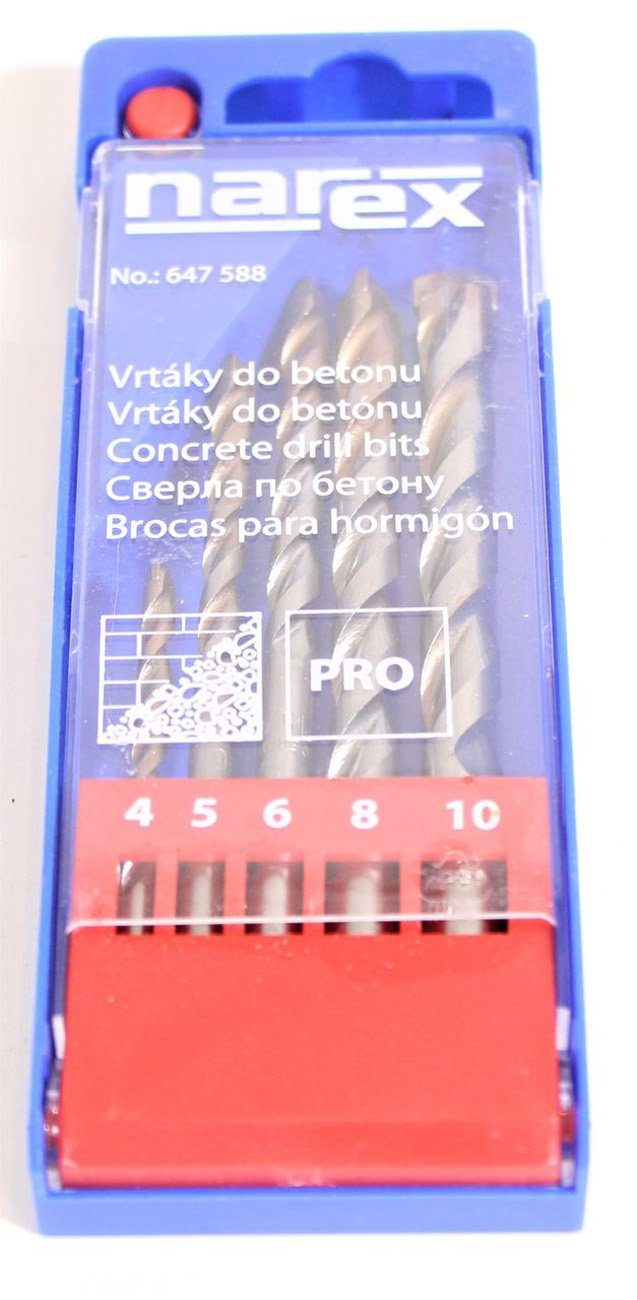 narex
No.: 647 588
Vrtáky do betonu
Vrtáky do betónu
Concrete drill bits
Сверла по бетону
Brocas para hormigón
PRO
4 5 6 8 10